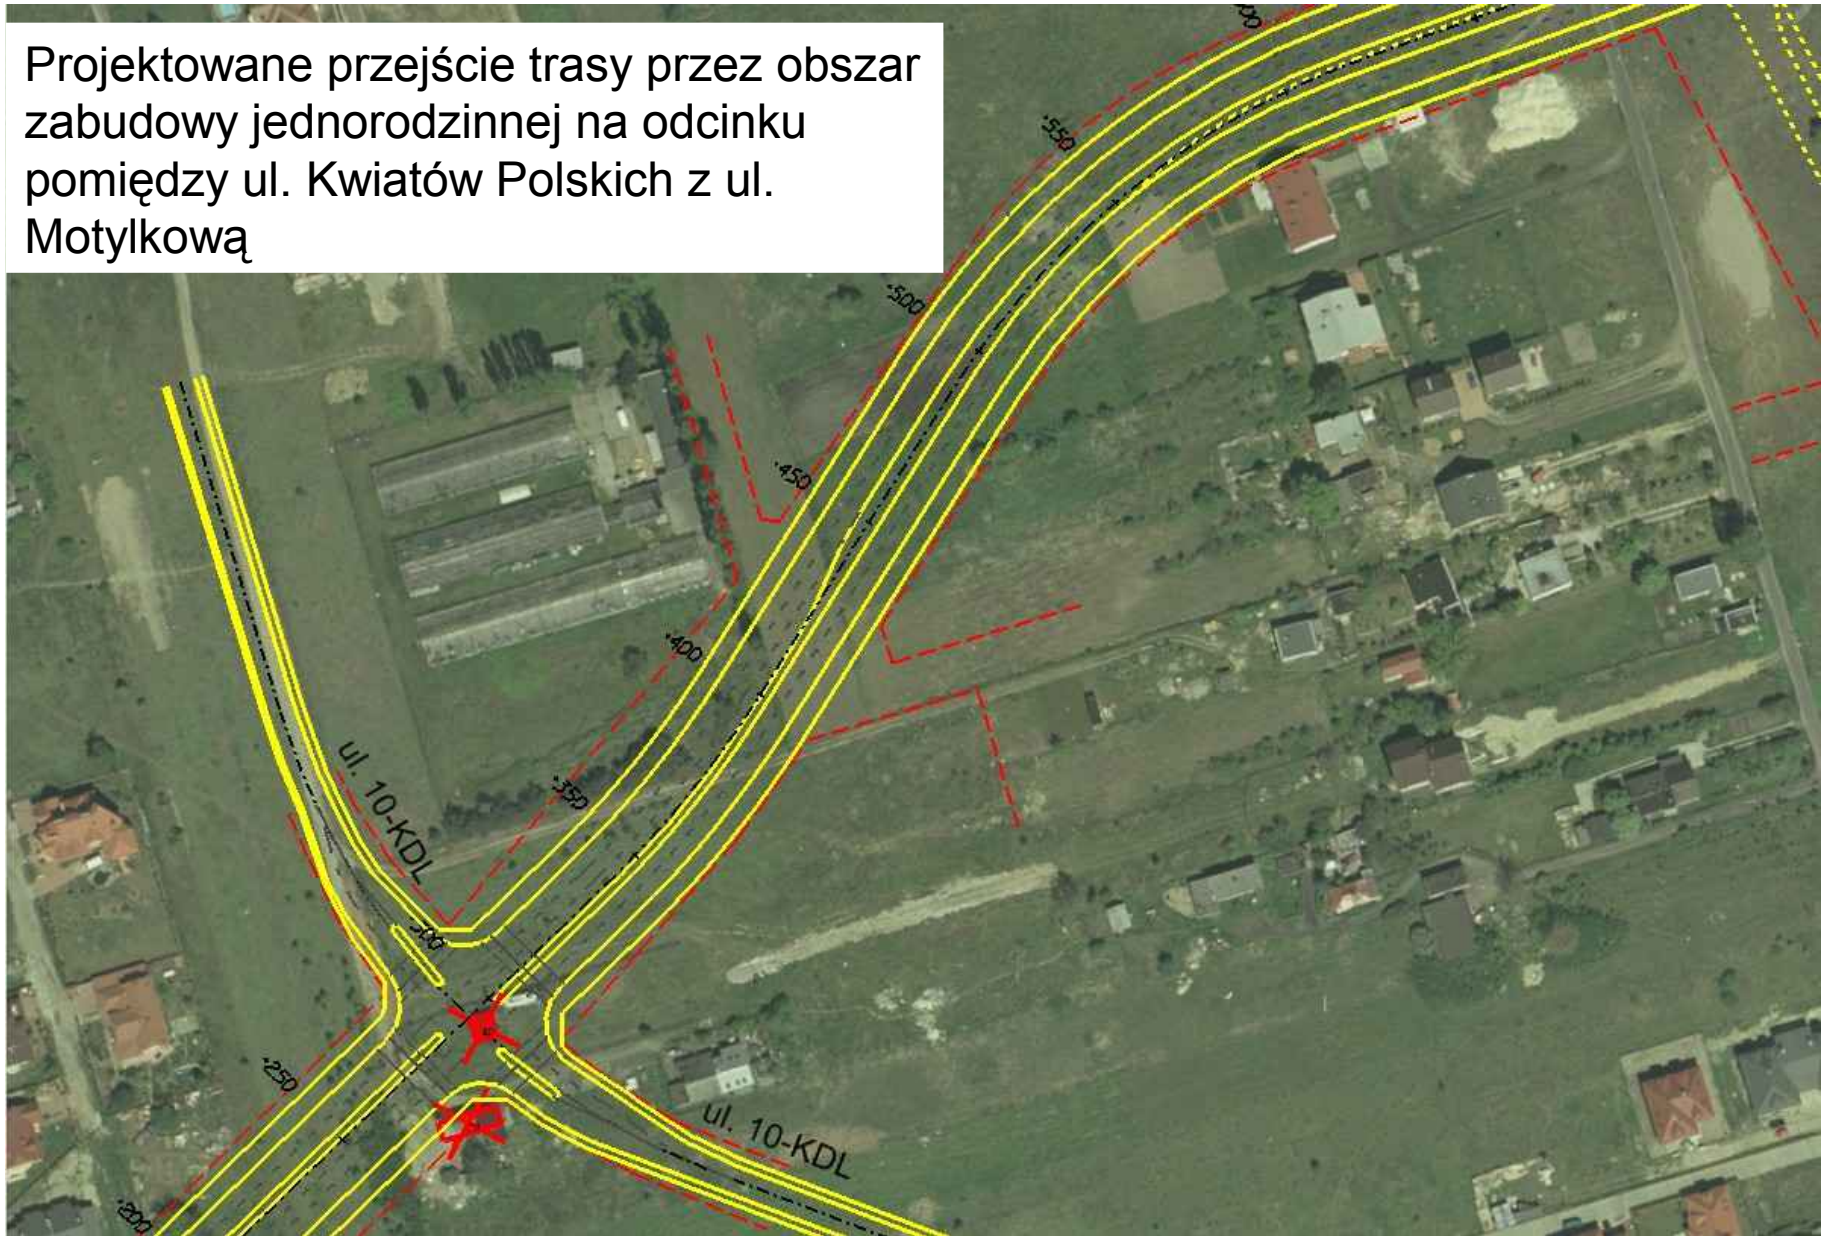 Projektowane przejście trasy przez obszar
zabudowy jednorodzinnej na odcinku
pomiędzy ul. Kwiatów Polskich z ul.
Motylkową
+550
+500
+450
+400
+350
ul. 10-KDL
+250
ul. 10-KDL
+200